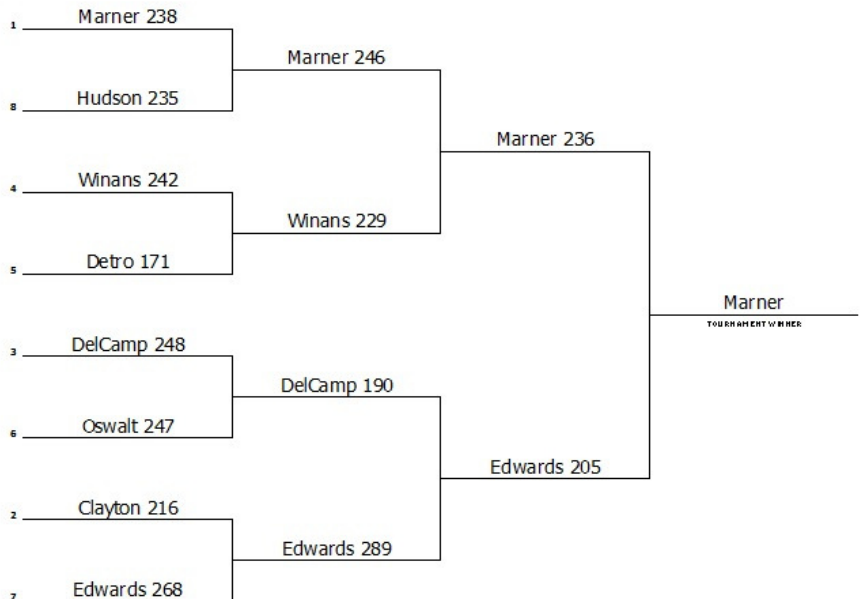 1 Marner 238
Marner 246
8 Hudson 235
Marner 236
4 Winans 242
Winans 229
5 Detro 171
Marner
TOURNAMENT WINNER
3 DelCamp 248
DelCamp 190
6 Oswalt 247
Edwards 205
2 Clayton 216
Edwards 289
7 Edwards 268